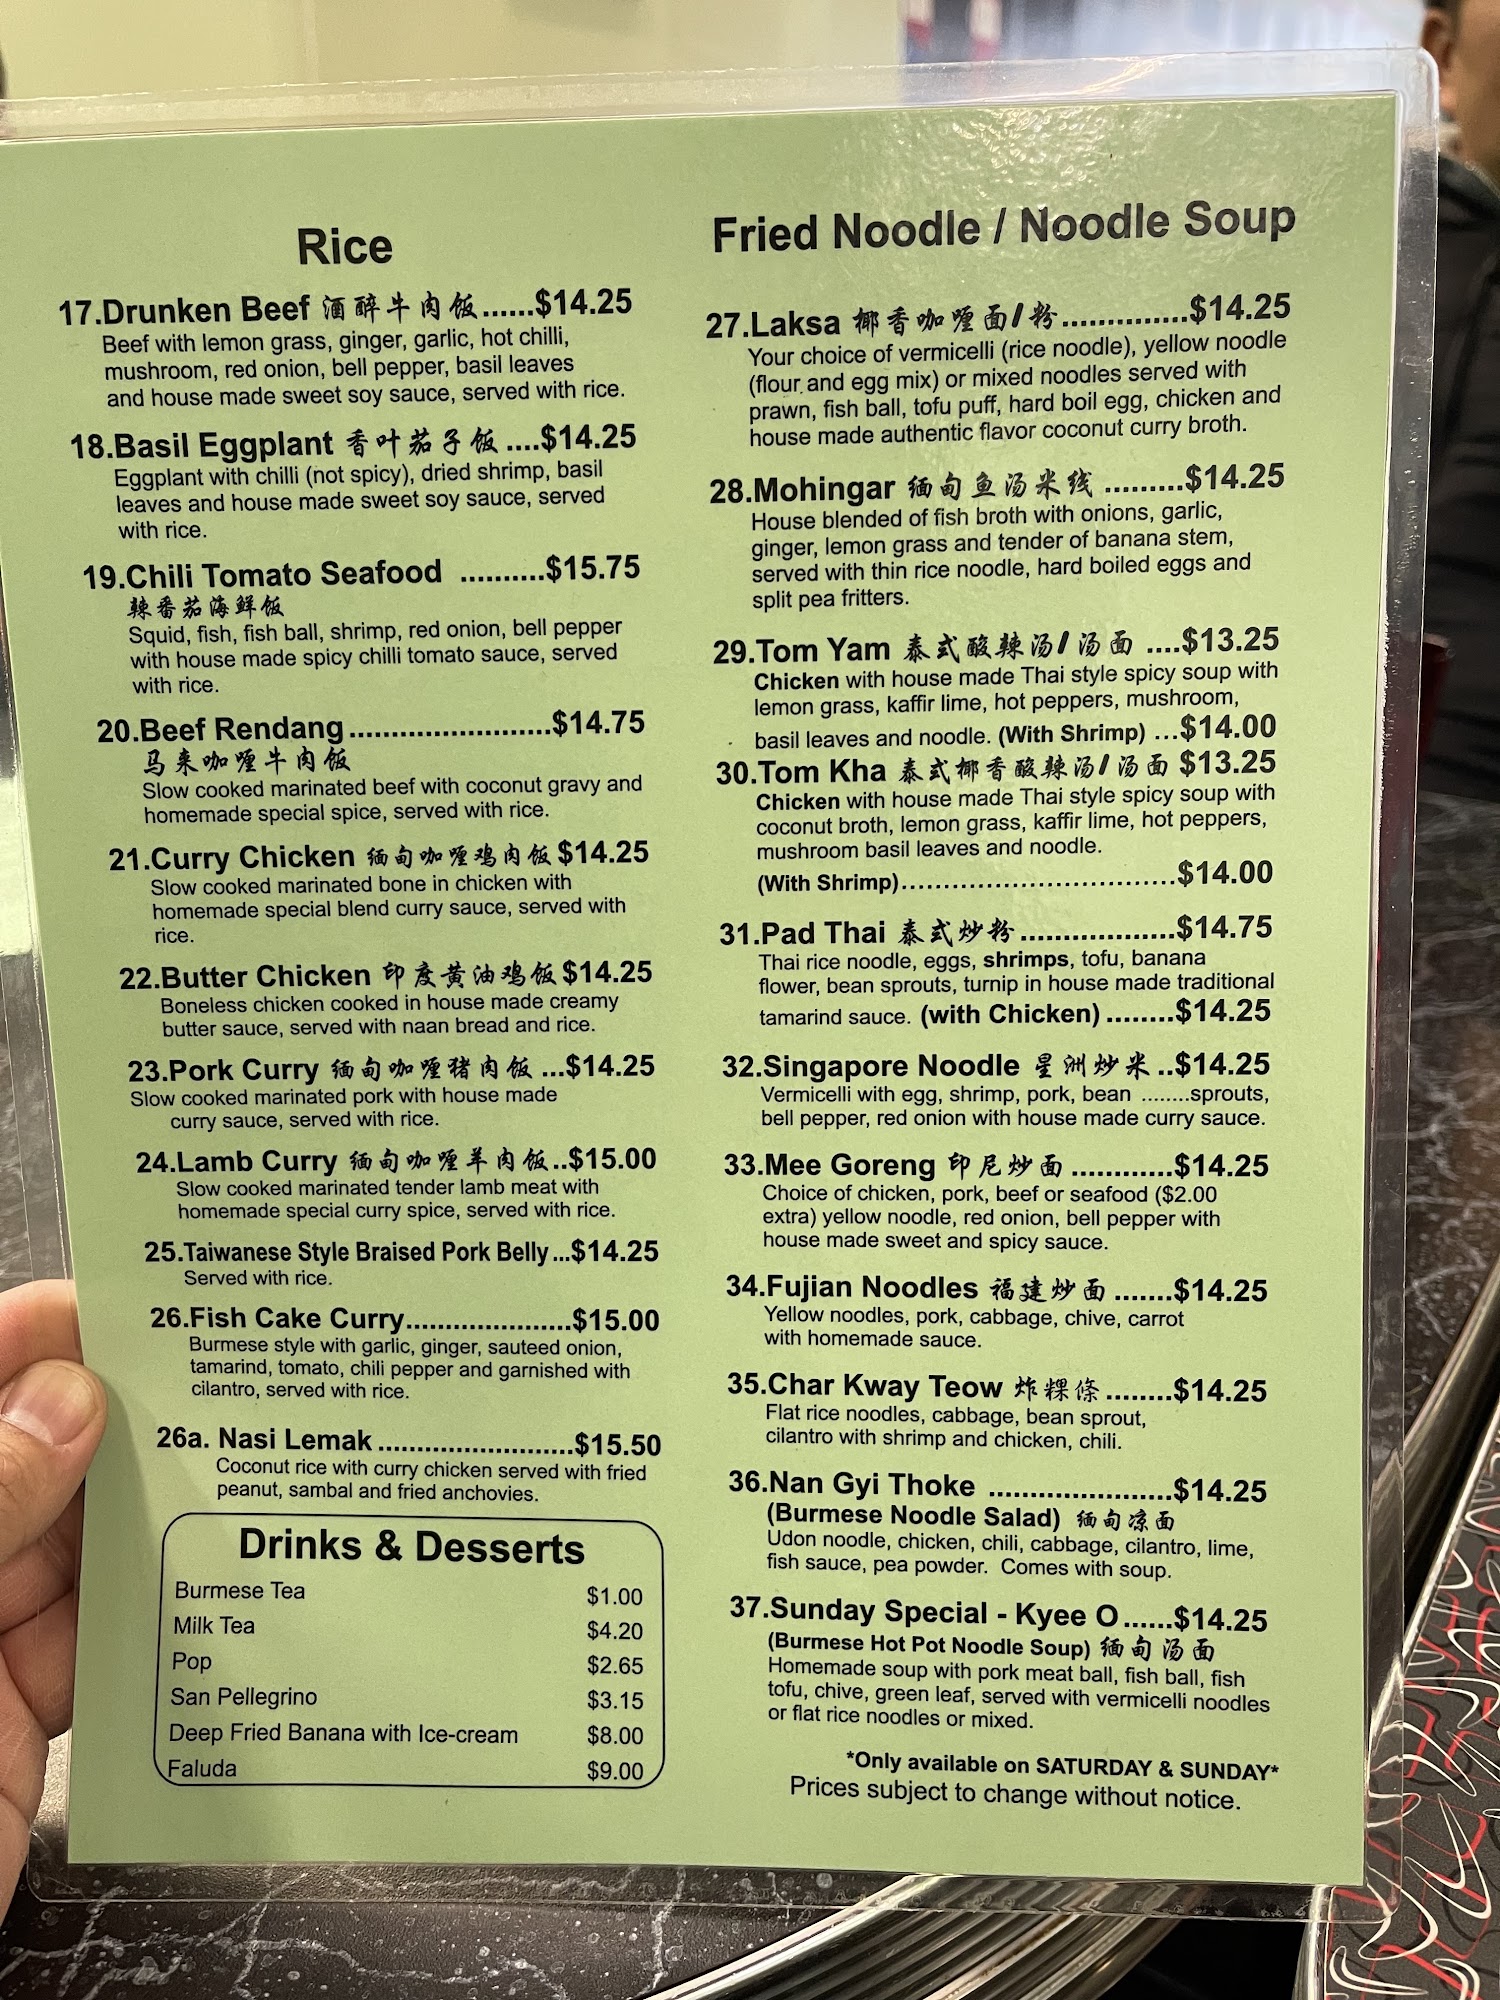 Rice
17.Drunken Beef 酒醉牛肉饭......$14.25
Beef with lemon grass, ginger, garlic, hot chilli,
mushroom, red onion, bell pepper, basil leaves
and house made sweet soy sauce, served with rice.
18.Basil Eggplant 香叶茄子饭....$14.25
Eggplant with chilli (not spicy), dried shrimp, basil
leaves and house made sweet soy sauce, served
with rice.
19.Chili Tomato Seafood ..........$15.75
辣番茄海鲜饭
Squid, fish, fish ball, shrimp, red onion, bell pepper
with house made spicy chilli tomato sauce, served
with rice.
20.Beef Rendang........................$14.75
马来咖喱牛肉饭
Slow cooked marinated beef with coconut gravy and
homemade special spice, served with rice.
21.Curry Chicken 缅甸咖喱鸡肉饭$14.25
Slow cooked marinated bone in chicken with
homemade special blend curry sauce, served with
rice.
22.Butter Chicken 印度黄油鸡饭$14.25
Boneless chicken cooked in house made creamy
butter sauce, served with naan bread and rice.
23.Pork Curry 缅甸咖喱猪肉饭...$14.25
Slow cooked marinated pork with house made
curry sauce, served with rice.
24.Lamb Curry 缅甸咖喱羊肉饭..$15.00
Slow cooked marinated tender lamb meat with
homemade special curry spice, served with rice.
25.Taiwanese Style Braised Pork Belly...$14.25
Served with rice.
26.Fish Cake Curry.....................$15.00
Burmese style with garlic, ginger, sauteed onion,
tamarind, tomato, chili pepper and garnished with
cilantro, served with rice.
26a. Nasi Lemak.........................$15.50
Coconut rice with curry chicken served with fried
peanut, sambal and fried anchovies.
Drinks & Desserts
Burmese Tea $1.00
Milk Tea $4.20
Pop $2.65
San Pellegrino $3.15
Deep Fried Banana with Ice-cream $8.00
Faluda $9.00
Fried Noodle / Noodle Soup
27.Laksa 椰香咖喱面/粉..............$14.25
Your choice of vermicelli (rice noodle), yellow noodle
(flour and egg mix) or mixed noodles served with
prawn, fish ball, tofu puff, hard boil egg, chicken and
house made authentic flavor coconut curry broth.
28.Mohingar 缅甸鱼汤米线.........$14.25
House blended of fish broth with onions, garlic,
ginger, lemon grass and tender of banana stem,
served with thin rice noodle, hard boiled eggs and
split pea fritters.
29.Tom Yam 泰式酸辣汤/汤面....$13.25
Chicken with house made Thai style spicy soup with
lemon grass, kaffir lime, hot peppers, mushroom,
basil leaves and noodle. (With Shrimp) ...$14.00
30.Tom Kha 泰式椰香酸辣汤/汤面 $13.25
Chicken with house made Thai style spicy soup with
coconut broth, lemon grass, kaffir lime, hot peppers,
mushroom basil leaves and noodle.
(With Shrimp)................................$14.00
31.Pad Thai 泰式炒粉..................$14.75
Thai rice noodle, eggs, shrimps, tofu, banana
flower, bean sprouts, turnip in house made traditional
tamarind sauce. (with Chicken)........$14.25
32.Singapore Noodle 星洲炒米..$14.25
Vermicelli with egg, shrimp, pork, bean ........sprouts,
bell pepper, red onion with house made curry sauce.
33.Mee Goreng 印尼炒面............$14.25
Choice of chicken, pork, beef or seafood ($2.00
extra) yellow noodle, red onion, bell pepper with
house made sweet and spicy sauce.
34.Fujian Noodles 福建炒面.......$14.25
Yellow noodles, pork, cabbage, chive, carrot
with homemade sauce.
35.Char Kway Teow 炸粿條........$14.25
Flat rice noodles, cabbage, bean sprout,
cilantro with shrimp and chicken, chili.
36.Nan Gyi Thoke ......................$14.25
(Burmese Noodle Salad) 缅甸凉面
Udon noodle, chicken, chili, cabbage, cilantro, lime,
fish sauce, pea powder. Comes with soup.
37.Sunday Special - Kyee O......$14.25
(Burmese Hot Pot Noodle Soup) 缅甸汤面
Homemade soup with pork meat ball, fish ball, fish
tofu, chive, green leaf, served with vermicelli noodles
or flat rice noodles or mixed.
*Only available on SATURDAY & SUNDAY*
Prices subject to change without notice.